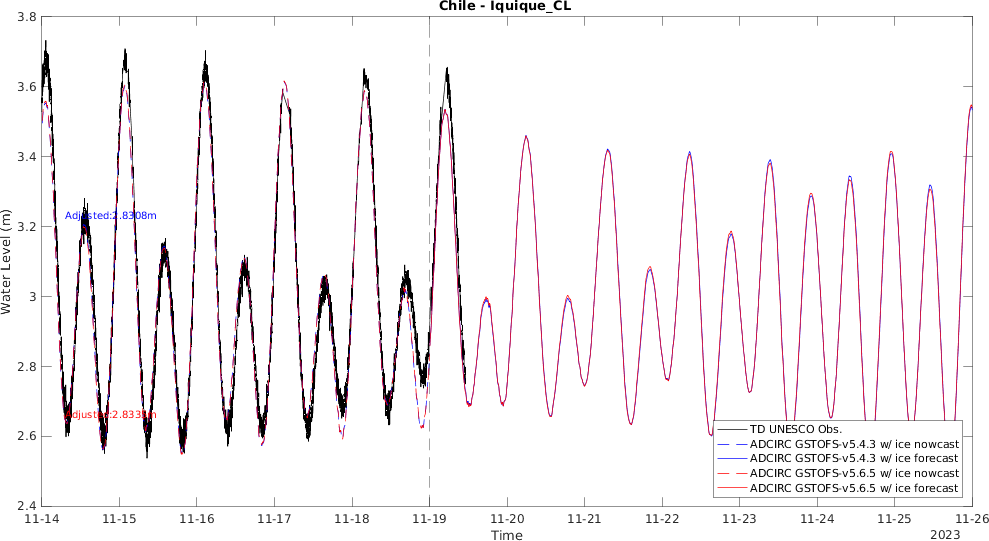 Chile - Iquique_CL
3.8
3.6
3.4
3.2
3
2.8
2.6
2.4
Water Level (m)
Adjusted:2.8308m
Adjusted:2.8335m
TD UNESCO Obs.
ADCIRC GSTOFS-v5.4.3 w/ ice nowcast
ADCIRC GSTOFS-v5.4.3 w/ ice forecast
ADCIRC GSTOFS-v5.6.5 w/ ice nowcast
ADCIRC GSTOFS-v5.6.5 w/ ice forecast
11-14 11-15 11-16 11-17 11-18 11-19 11-20 11-21 11-22 11-23 11-24 11-25 11-26
Time
2023